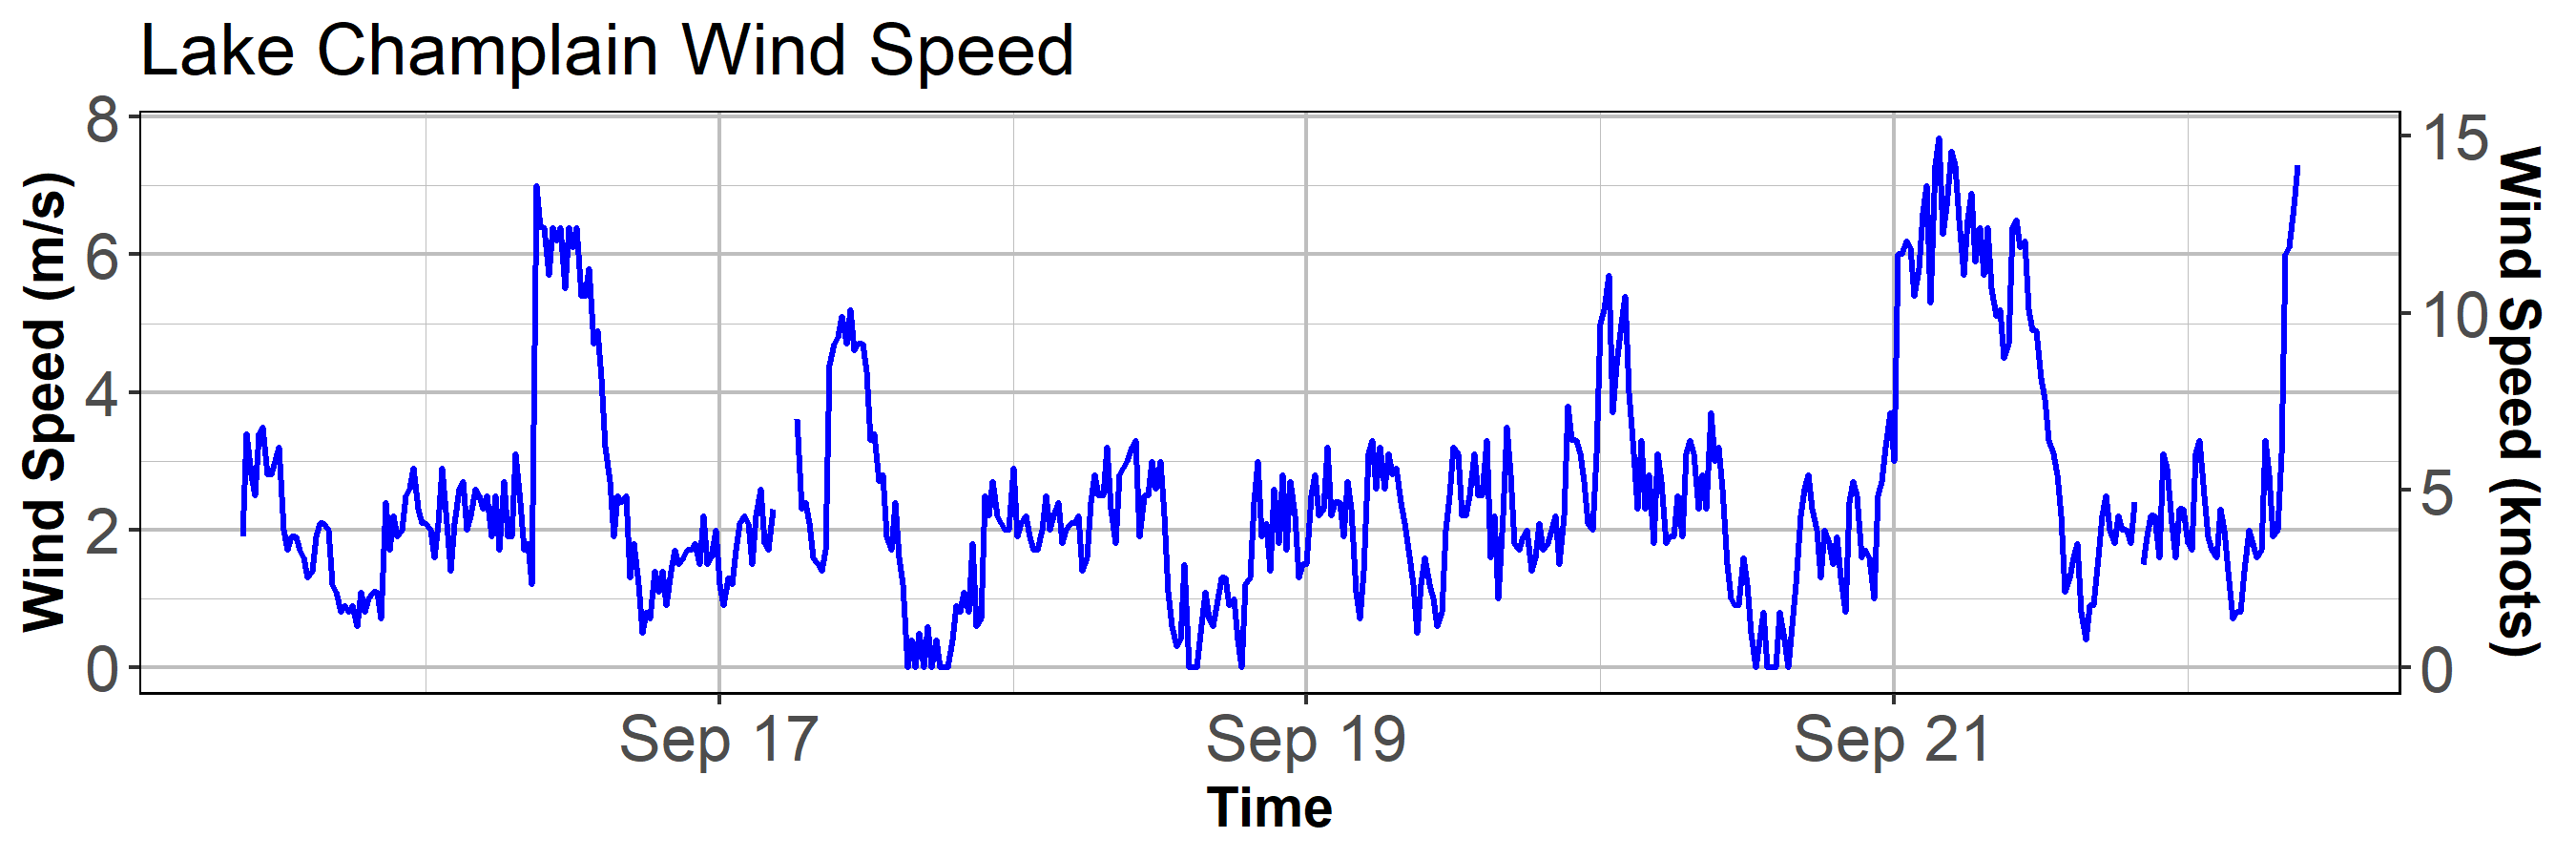 Lake Champlain Wind Speed
Wind Speed (m/s)
8
6
4
2
0
15
10
5
0
Wind Speed (knots)
Sep 17
Sep 19
Sep 21
Time